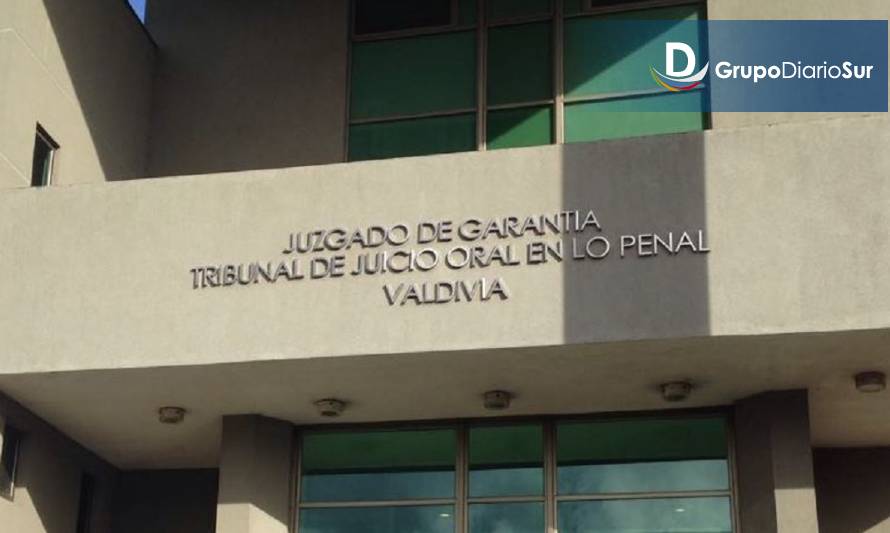 D GrupoDiarioSur
JUZGADO DE GARANTIA
TRIBUNAL DE JUICIO ORAL EN LO PENAL
VALDIVIA